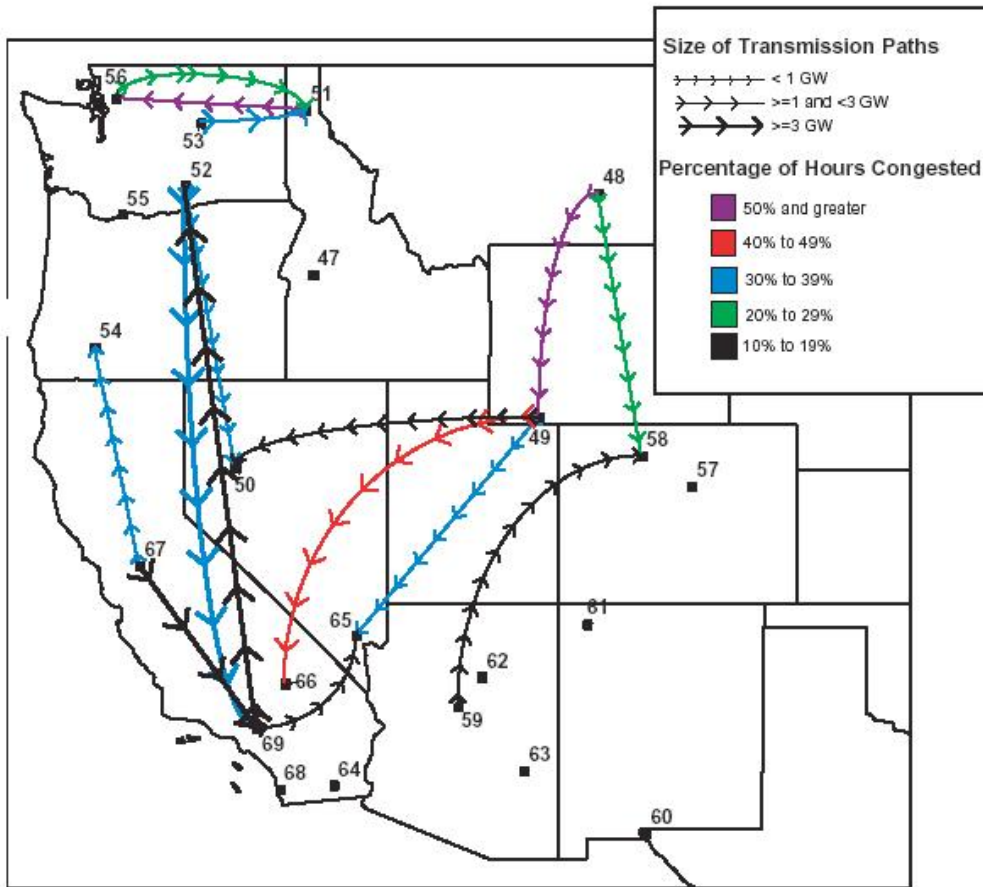 Size of Transmission Paths
< 1 GW
>=1 and <3 GW
>=3 GW
Percentage of Hours Congested
50% and greater
40% to 49%
30% to 39%
20% to 29%
10% to 19%
56
51
53
52
55
48
47
54
49
50
58
57
67
65
61
62
66
59
69
63
68
64
60